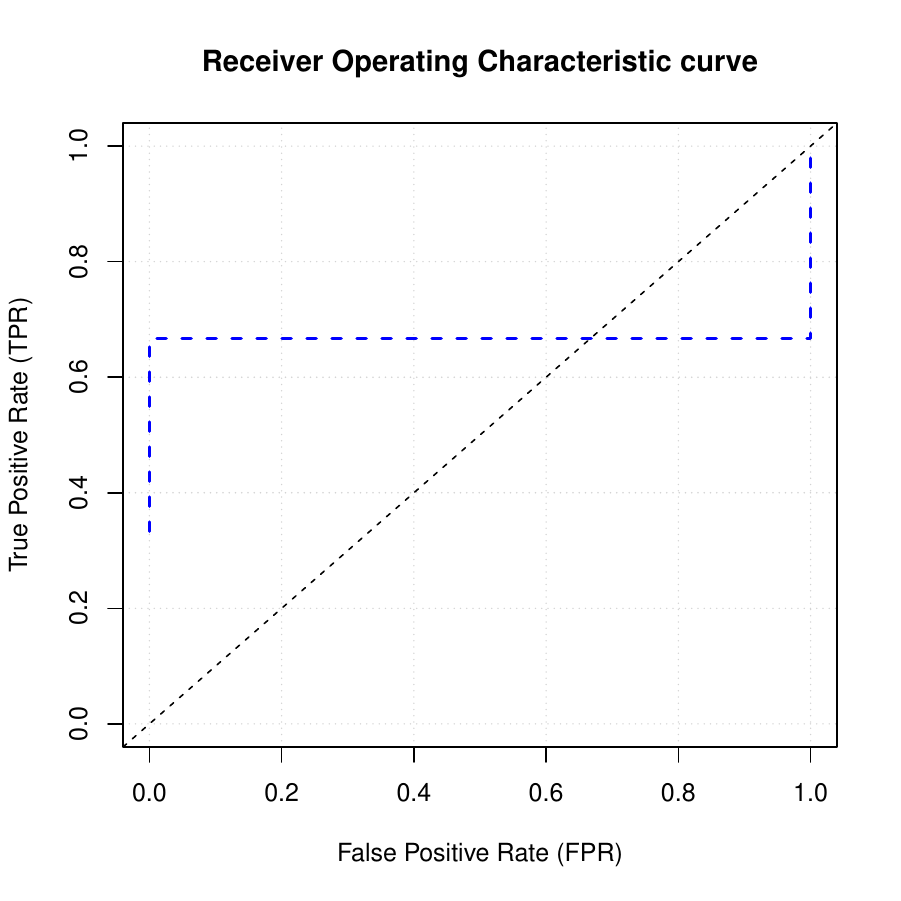 Receiver Operating Characteristic curve
True Positive Rate (TPR)
1.0
0.8
0.6
0.4
0.2
0.0
0.0 0.2 0.4 0.6 0.8 1.0
False Positive Rate (FPR)